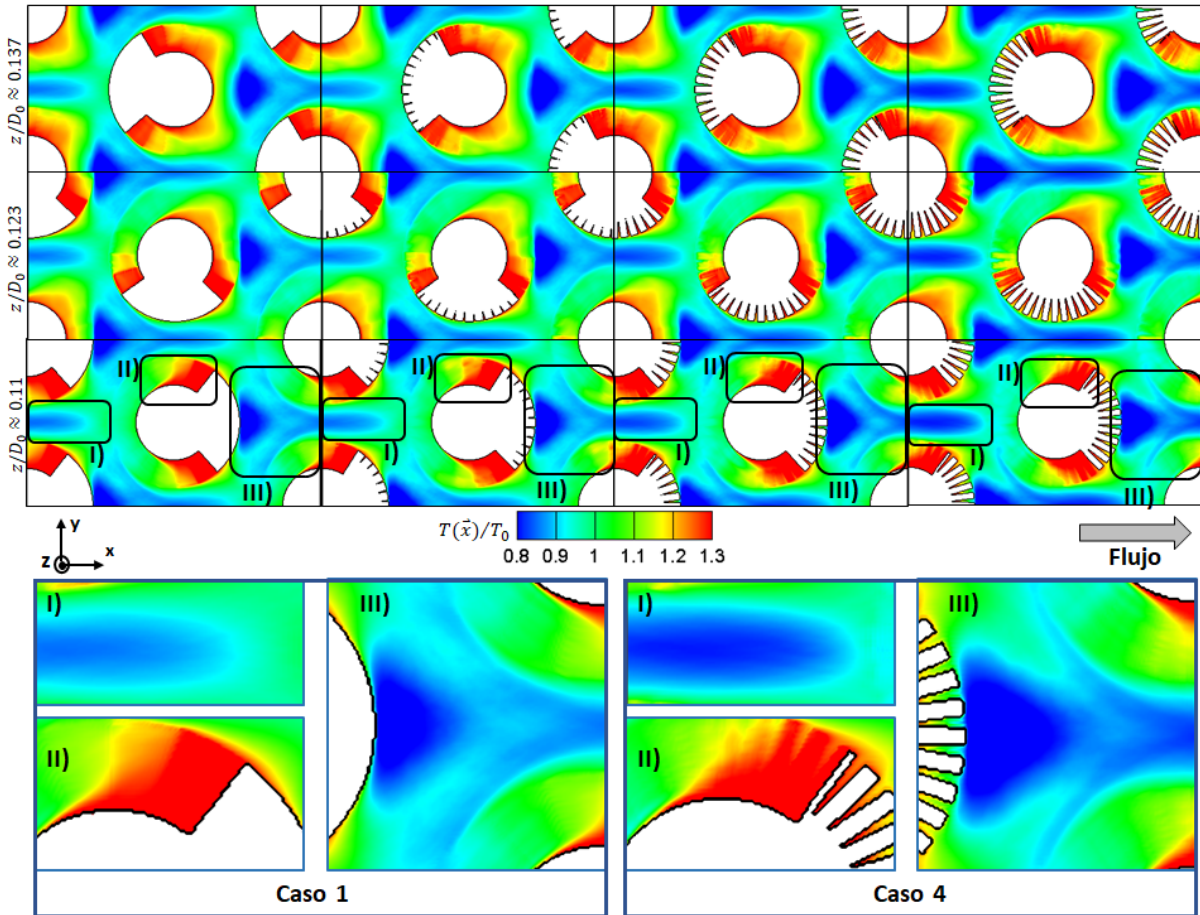 z/D₀ ≈ 0.137
z/D₀ ≈ 0.123
z/D₀ ≈ 0.11
II)
I)
III)
II)
I)
III)
II)
I)
III)
II)
I)
III)
y
z
x
T(x⃗)/T₀
0.8 0.9 1 1.1 1.2 1.3
Flujo
I)
II)
III)
Caso 1
I)
II)
III)
Caso 4